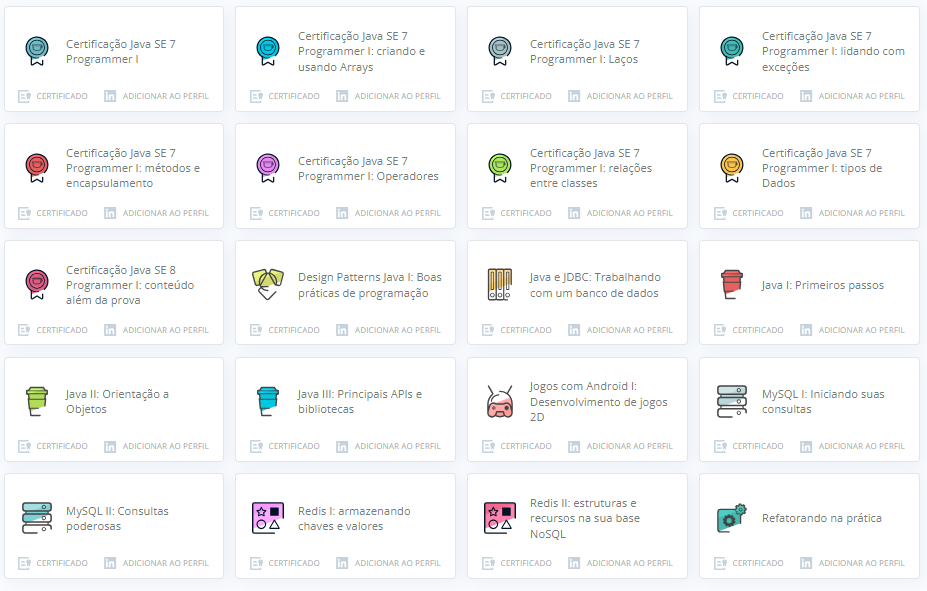 Certificação Java SE 7
Programmer I
CERTIFICADO
ADICIONAR AO PERFIL
Certificação Java SE 7
Programmer I: criando e
usando Arrays
CERTIFICADO
ADICIONAR AO PERFIL
Certificação Java SE 7
Programmer I: Laços
CERTIFICADO
ADICIONAR AO PERFIL
Certificação Java SE 7
Programmer I: lidando com
exceções
CERTIFICADO
ADICIONAR AO PERFIL
Certificação Java SE 7
Programmer I: métodos e
encapsulamento
CERTIFICADO
ADICIONAR AO PERFIL
Certificação Java SE 7
Programmer I: Operadores
CERTIFICADO
ADICIONAR AO PERFIL
Certificação Java SE 7
Programmer I: relações
entre classes
CERTIFICADO
ADICIONAR AO PERFIL
Certificação Java SE 7
Programmer I: tipos de
Dados
CERTIFICADO
ADICIONAR AO PERFIL
Certificação Java SE 8
Programmer I: conteúdo
além da prova
CERTIFICADO
ADICIONAR AO PERFIL
Design Patterns Java I: Boas
práticas de programação
CERTIFICADO
ADICIONAR AO PERFIL
Java e JDBC: Trabalhando
com um banco de dados
CERTIFICADO
ADICIONAR AO PERFIL
Java I: Primeiros passos
CERTIFICADO
ADICIONAR AO PERFIL
Java II: Orientação a
Objetos
CERTIFICADO
ADICIONAR AO PERFIL
Java III: Principais APIs e
bibliotecas
CERTIFICADO
ADICIONAR AO PERFIL
Jogos com Android I:
Desenvolvimento de jogos
2D
CERTIFICADO
ADICIONAR AO PERFIL
MySQL I: Iniciando suas
consultas
CERTIFICADO
ADICIONAR AO PERFIL
MySQL II: Consultas
poderosas
CERTIFICADO
ADICIONAR AO PERFIL
Redis I: armazenando
chaves e valores
CERTIFICADO
ADICIONAR AO PERFIL
Redis II: estruturas e
recursos na sua base
NoSQL
CERTIFICADO
ADICIONAR AO PERFIL
Refatorando na prática
CERTIFICADO
ADICIONAR AO PERFIL